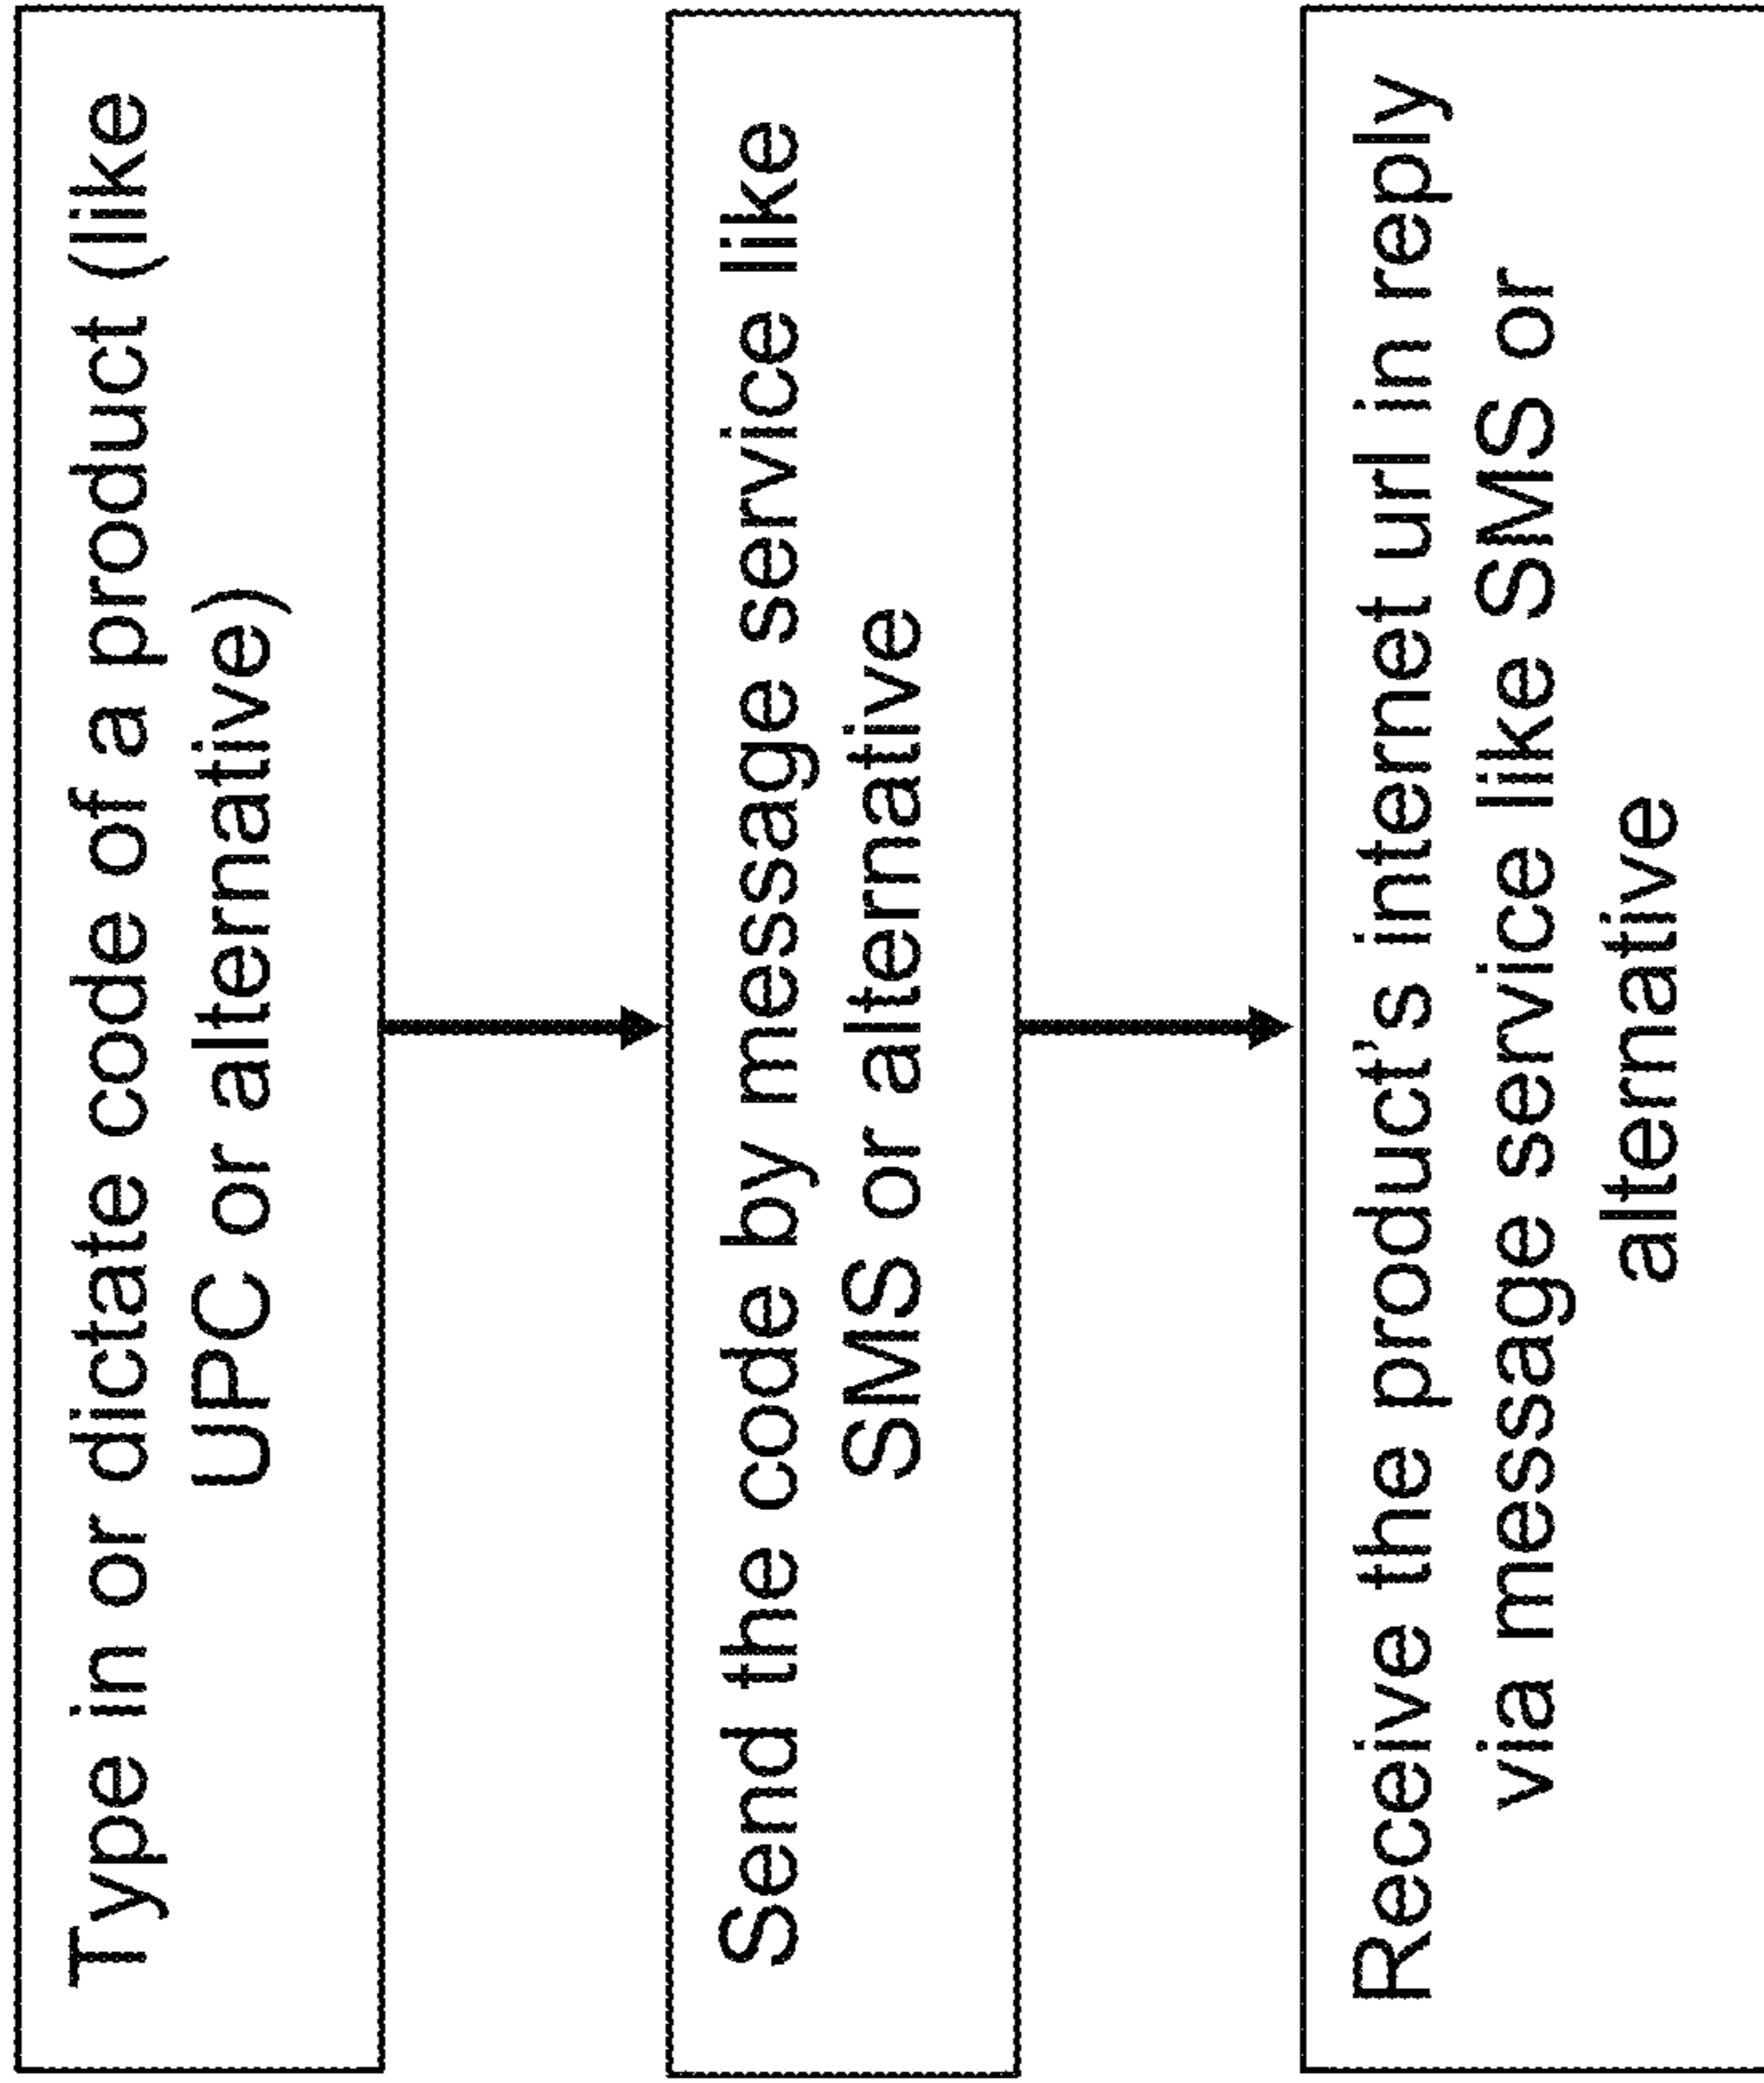 Type in or dictate code of a product (like
UPC or alternative)
Send the code by message service like
SMS or alternative
Receive the product's internet url in reply
via message service like SMS or
alternative